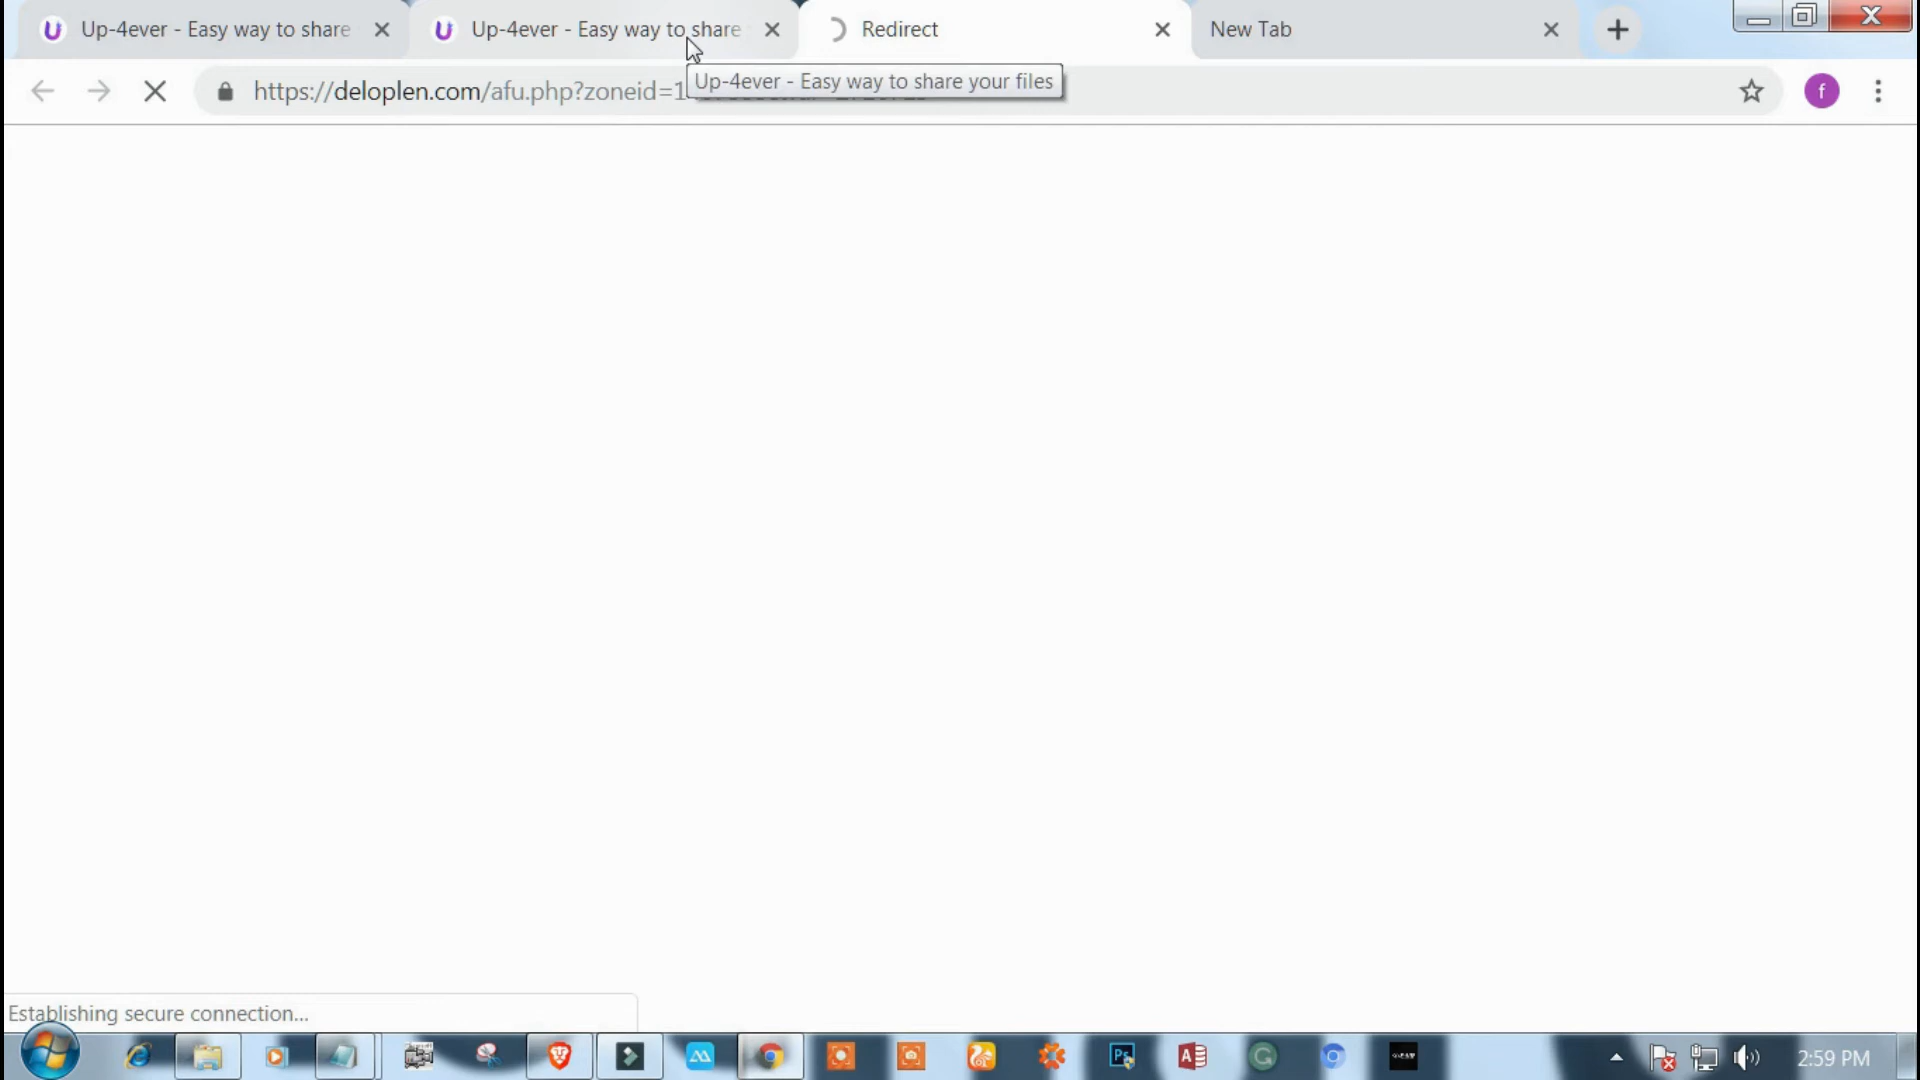 Up-4ever - Easy way to share
Up-4ever - Easy way to share
Redirect
New Tab
https://deloplen.com/afu.php?zoneid=1
Up-4ever - Easy way to share your files
f
Establishing secure connection...
Ps
A
G
2:59 PM